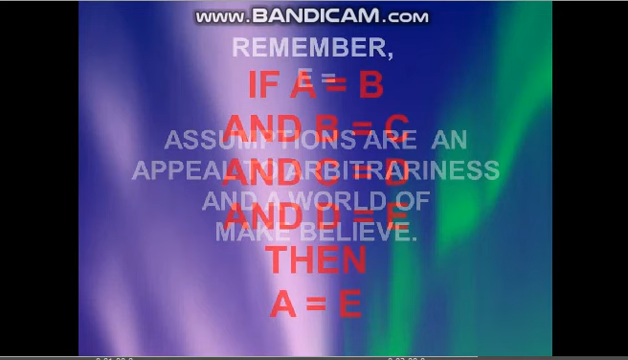 WWW.BANDICAM.COM
REMEMBER,
E =
IF A = B
AND B = C
ASSUMPTIONS ARE AN
APPEAL TO ARBITRARINESS
AND C = D
AND A WORLD OF
AND D = E
MAKE BELIEVE.
THEN
A = E